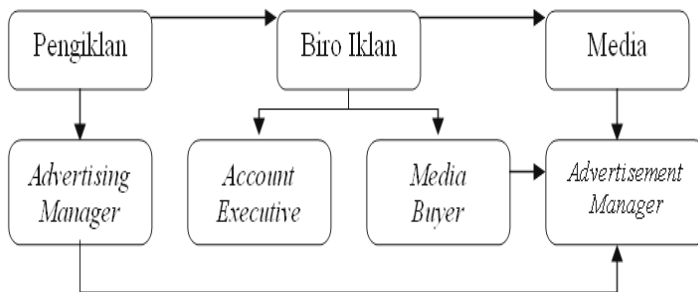 Pengiklan
Biro Iklan
Media
Advertising
Manager
Account
Executive
Media
Buyer
Advertisement
Manager